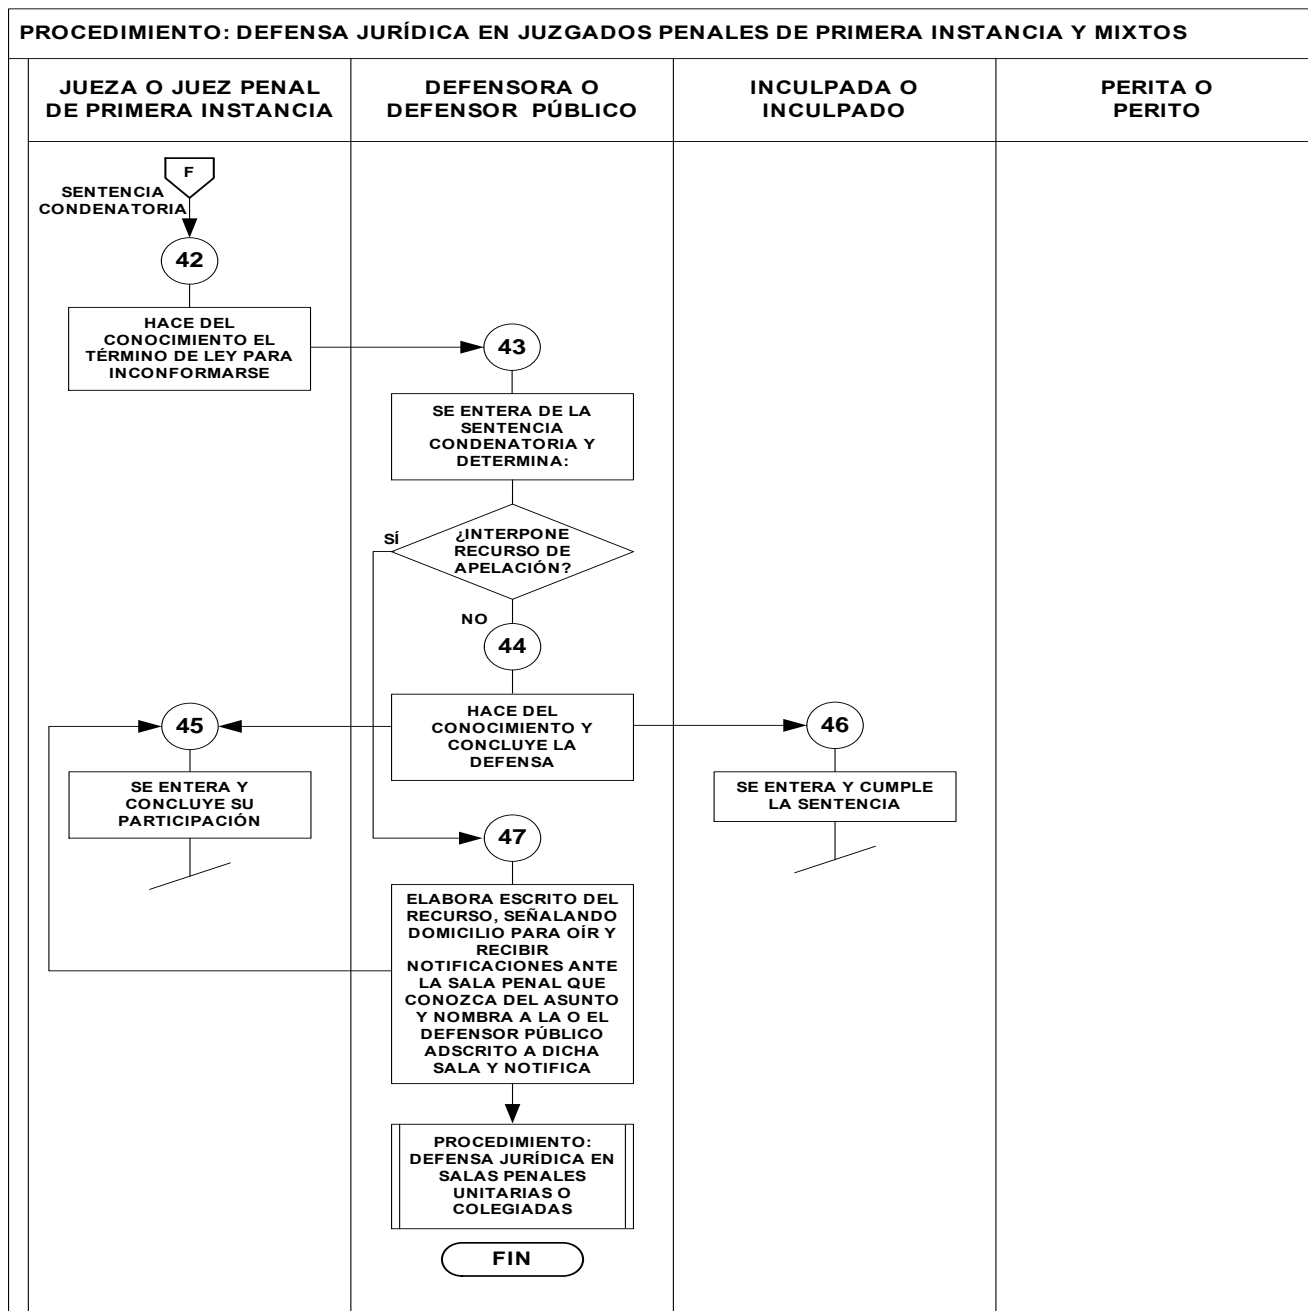 PROCEDIMIENTO: DEFENSA JURÍDICA EN JUZGADOS PENALES DE PRIMERA INSTANCIA Y MIXTOS
JUEZA O JUEZ PENAL
DE PRIMERA INSTANCIA
DEFENSORA O
DEFENSOR PÚBLICO
INCULPADA O
INCULPADO
PERITA O
PERITO
F
SENTENCIA
CONDENATORIA
42
HACE DEL
CONOCIMIENTO EL
TÉRMINO DE LEY PARA
INCONFORMARSE
43
SE ENTERA DE LA
SENTENCIA
CONDENATORIA Y
DETERMINA:
SÍ
¿INTERPONE
RECURSO DE
APELACIÓN?
NO
44
HACE DEL
CONOCIMIENTO Y
CONCLUYE LA
DEFENSA
45
SE ENTERA Y
CONCLUYE SU
PARTICIPACIÓN
46
SE ENTERA Y CUMPLE
LA SENTENCIA
47
ELABORA ESCRITO DEL
RECURSO, SEÑALANDO
DOMICILIO PARA OÍR Y
RECIBIR
NOTIFICACIONES ANTE
LA SALA PENAL QUE
CONOZCA DEL ASUNTO
Y NOMBRA A LA O EL
DEFENSOR PÚBLICO
ADSCRITO A DICHA
SALA Y NOTIFICA
PROCEDIMIENTO:
DEFENSA JURÍDICA EN
SALAS PENALES
UNITARIAS O
COLEGIADAS
FIN